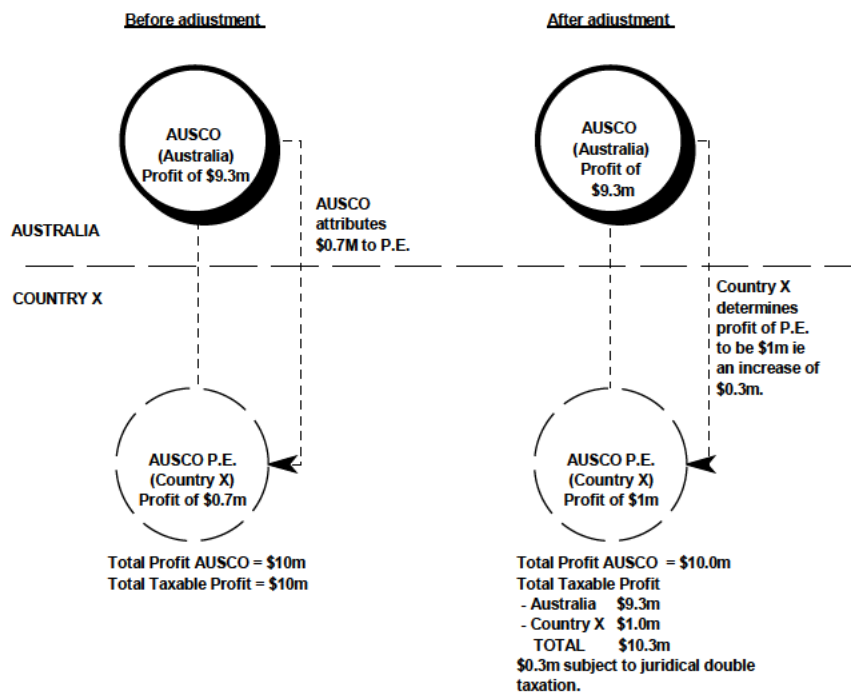 Before adjustment
AUSCO
(Australia)
Profit of $9.3m
AUSCO
attributes
$0.7M to P.E.
AUSTRALIA
COUNTRY X
AUSCO P.E.
(Country X)
Profit of $0.7m
Total Profit AUSCO = $10m
Total Taxable Profit = $10m
After adjustment
AUSCO
(Australia)
Profit of
$9.3m
Country X
determines
profit of P.E.
to be $1m ie
an increase of
$0.3m.
AUSCO P.E.
(Country X)
Profit of $1m
Total Profit AUSCO = $10.0m
Total Taxable Profit
- Australia $9.3m
- Country X $1.0m
TOTAL $10.3m
$0.3m subject to juridical double
taxation.